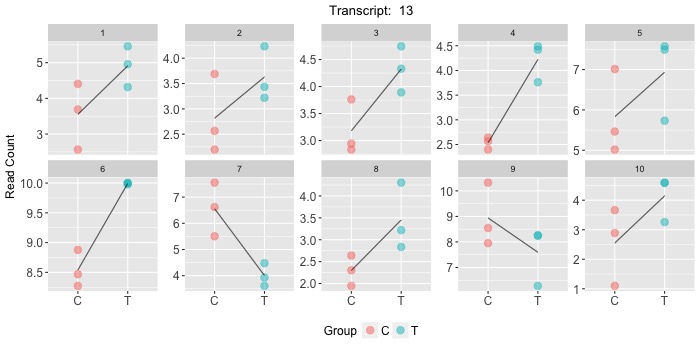 Transcript: 13
1 2 3 4 5
5 4 3
4.0 3.5 3.0 2.5
4.5 4.0 3.5 3.0
4.5 4.0 3.5 3.0 2.5
7 6 5
Read Count
6 7 8 9 10
10.0 9.5 9.0 8.5
7 6 5 4
4.0 3.5 3.0 2.5 2.0
10 9 8 7
4 3 2 1
C T C T C T C T C T
Group C T